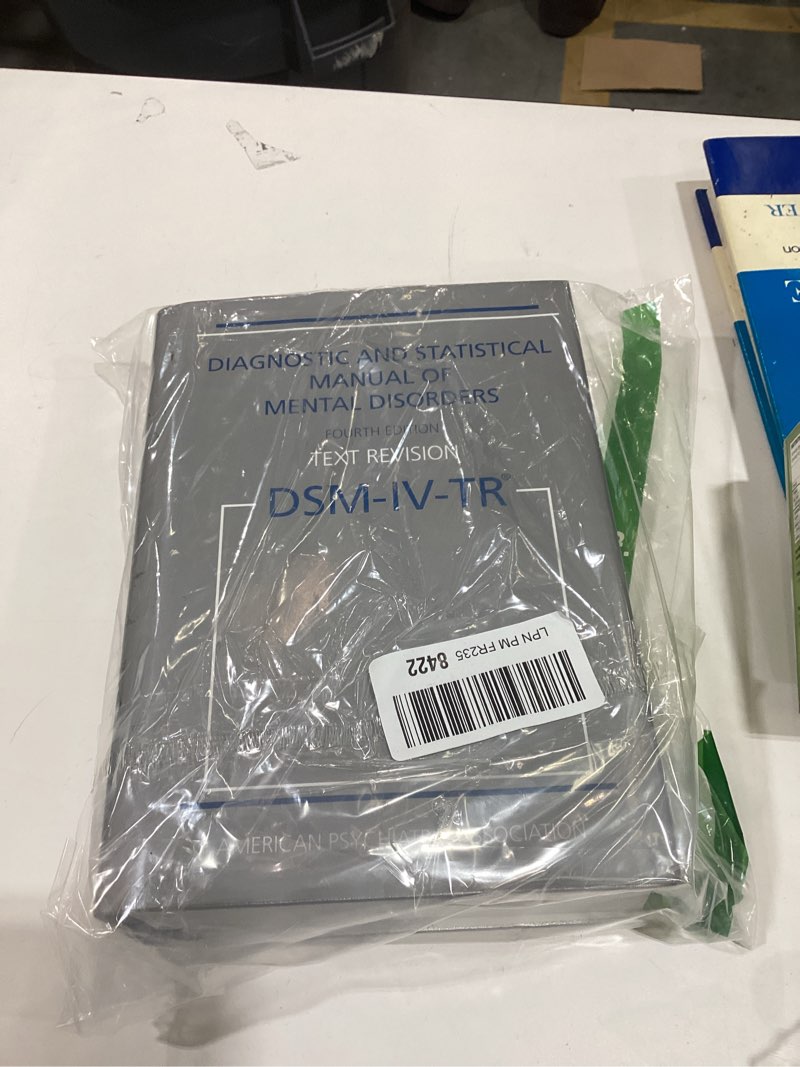 DIAGNOSTIC AND STATISTICAL
MANUAL OF
MENTAL DISORDERS
FOURTH EDITION
TEXT REVISION
DSM-IV-TR®
LPN PM FR235 8422
AMERICAN PSYCHIATRIC ASSOCIATION